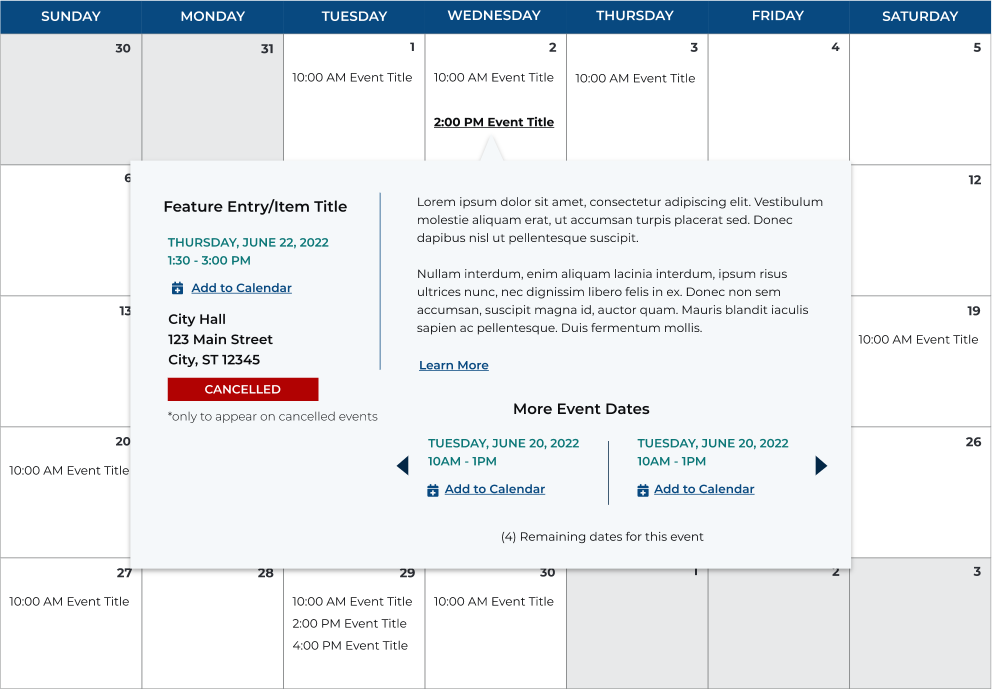 SUNDAY
MONDAY
TUESDAY
WEDNESDAY
THURSDAY
FRIDAY
SATURDAY
30
31
1
2
3
4
5
10:00 AM Event Title
10:00 AM Event Title
10:00 AM Event Title
2:00 PM Event Title
6
12
Feature Entry/Item Title
THURSDAY, JUNE 22, 2022
1:30 - 3:00 PM
Add to Calendar
City Hall
123 Main Street
City, ST 12345
CANCELLED
*only to appear on cancelled events
Lorem ipsum dolor sit amet, consectetur adipiscing elit. Vestibulum
molestie aliquam erat, ut accumsan turpis placerat sed. Donec
dapibus nisl ut pellentesque suscipit.
Nullam interdum, enim aliquam lacinia interdum, ipsum risus
ultrices nunc, nec dignissim libero felis in ex. Donec non sem
accumsan, suscipit magna id, auctor quam. Mauris blandit iaculis
sapien ac pellentesque. Duis fermentum mollis.
Learn More
More Event Dates
TUESDAY, JUNE 20, 2022
10AM - 1PM
Add to Calendar
TUESDAY, JUNE 20, 2022
10AM - 1PM
Add to Calendar
(4) Remaining dates for this event
13
19
10:00 AM Event Title
20
10:00 AM Event Title
26
27
28
29
30
1
2
3
10:00 AM Event Title
10:00 AM Event Title
2:00 PM Event Title
4:00 PM Event Title
10:00 AM Event Title